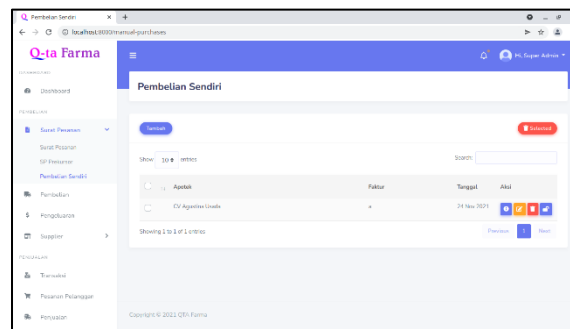 Pembelian Sendiri
localhost:8000/manual-purchases
Q-ta Farma
Hi, Super Admin
DASHBOARD
Dashboard
Pembelian Sendiri
PEMBELIAN
Surat Pesanan
Surat Pesanan
SP Prekursor
Pembelian Sendiri
Pembelian
Pengeluaran
Supplier
PENJUALAN
Transaksi
Pesanan Pelanggan
Penjualan
Tambah
Selected
Show 10 entries
Search:
Apotek Faktur Tanggal Aksi
CV Agustina Usada a 24 Nov 2021
Showing 1 to 1 of 1 entries
Previous 1 Next
Copyright © 2021 QTA Farma